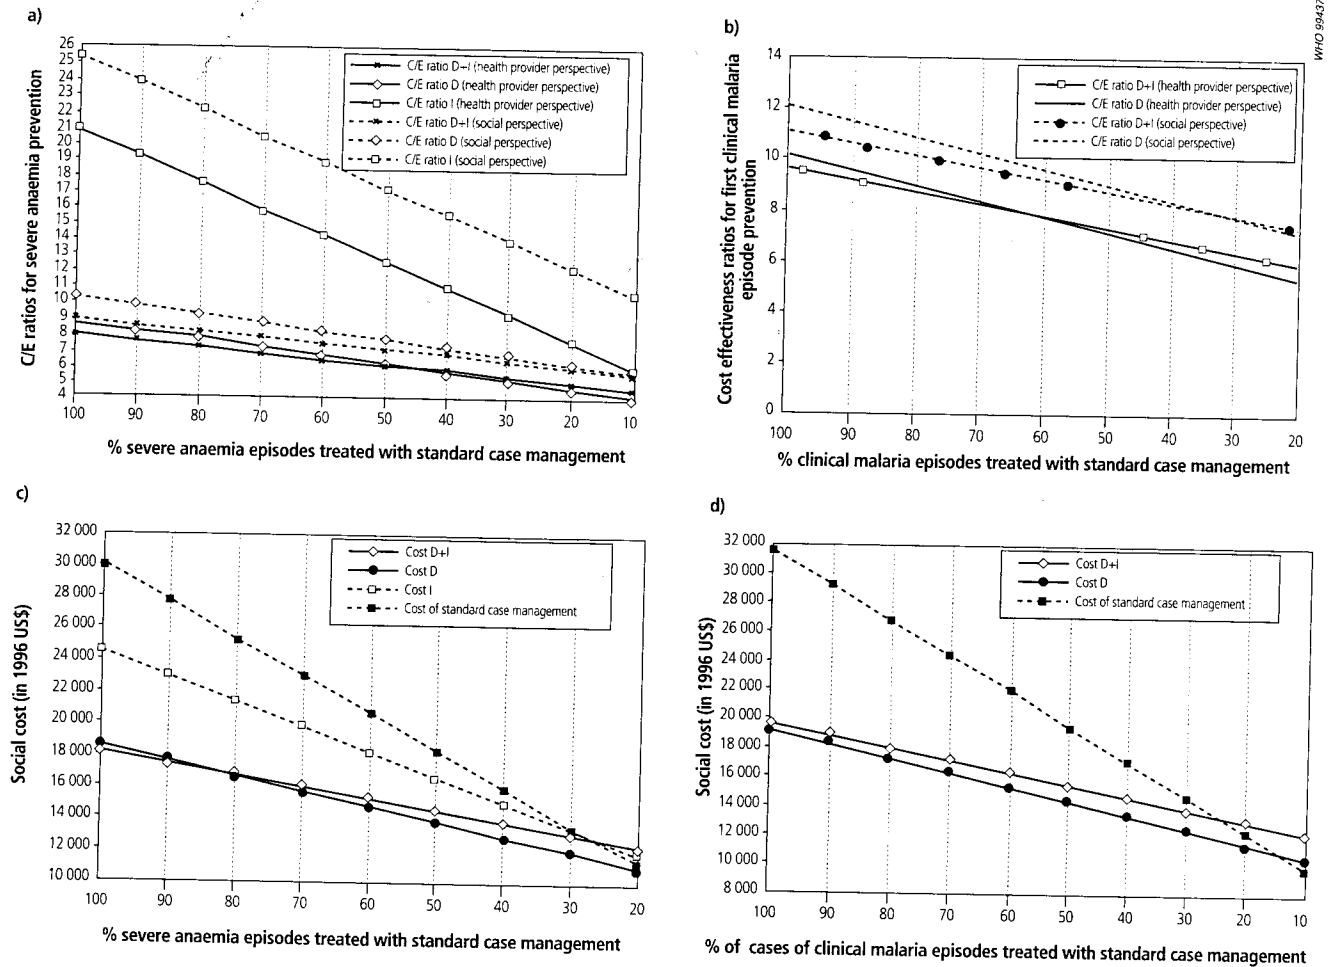 a)
C/E ratios for severe anaemia prevention
26
25
24
23
22
21
20
19
18
17
16
15
14
13
12
11
10
9
8
7
6
5
4
100 90 80 70 60 50 40 30 20 10
% severe anaemia episodes treated with standard case management
C/E ratio D+I (health provider perspective)
C/E ratio D (health provider perspective)
C/E ratio I (health provider perspective)
C/E ratio D+I (social perspective)
C/E ratio D (social perspective)
C/E ratio I (social perspective)
b)
WHO 99437
Cost effectiveness ratios for first clinical malaria
episode prevention
14
12
10
8
6
4
2
0
100 90 80 70 60 50 40 30 20
% clinical malaria episodes treated with standard case management
C/E ratio D+I (health perspective)
C/E ratio D (health perspective)
C/E ratio D+I (social perspective)
C/E ratio D (social perspective)
c)
Social cost (in 1996 US$)
32 000
30 000
28 000
26 000
24 000
22 000
20 000
18 000
16 000
14 000
12 000
10 000
100 90 80 70 60 50 40 30 20
% severe anaemia episodes treated with standard case management
Cost D+I
Cost D
Cost I
Cost of standard case management
d)
Social cost (in 1996 US$)
32 000
30 000
28 000
26 000
24 000
22 000
20 000
18 000
16 000
14 000
12 000
10 000
8 000
100 90 80 70 60 50 40 30 20 10
% of cases of clinical malaria episodes treated with standard case management
Cost D+I
Cost D
Cost of standard case management